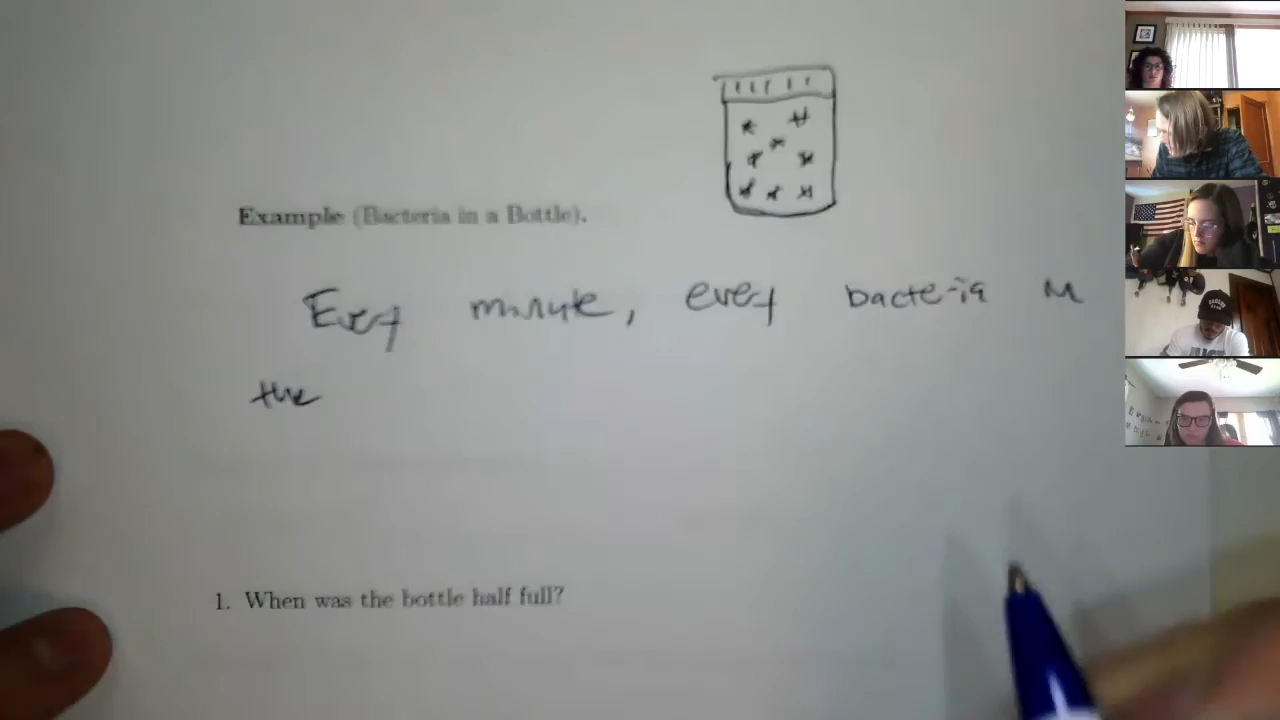 Example (Bacteria in a Bottle).
Every minute, every bacteria in
the
1. When was the bottle half full?